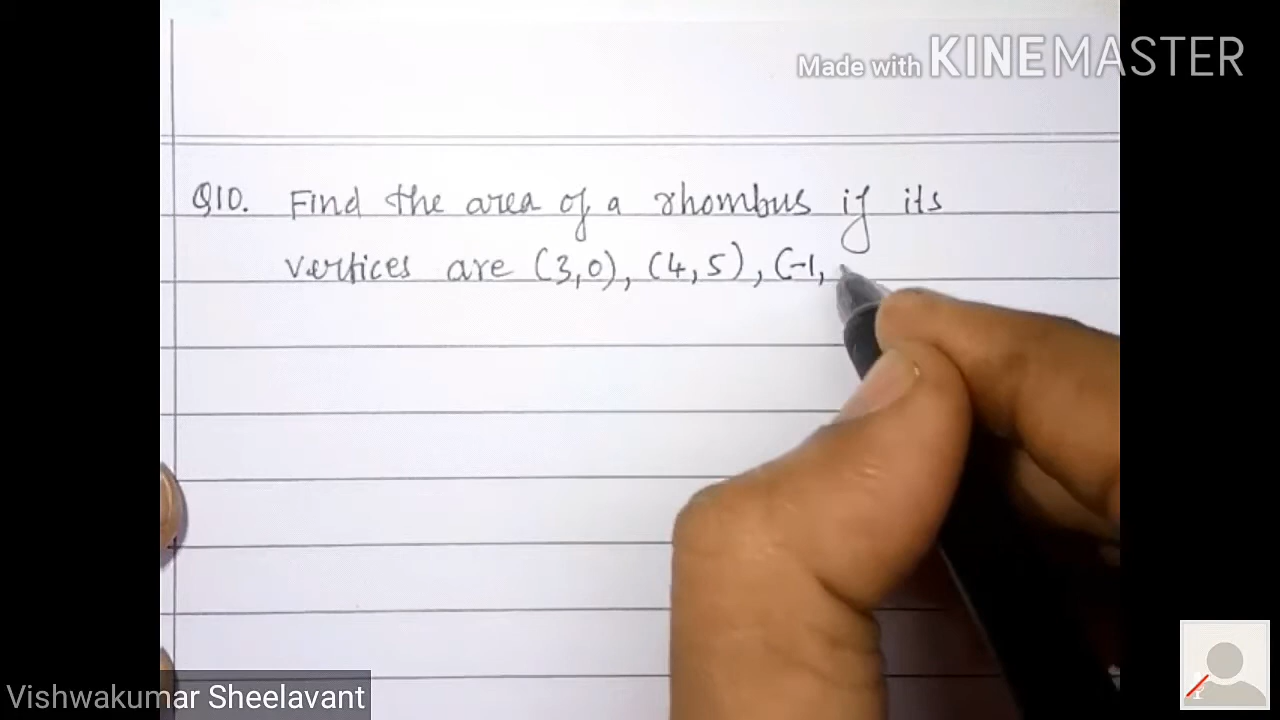 Made with KINEMASTER
Q10. Find the area of a rhombus if its
vertices are (3,0), (4,5), (-1,
Vishwakumar Sheelavant